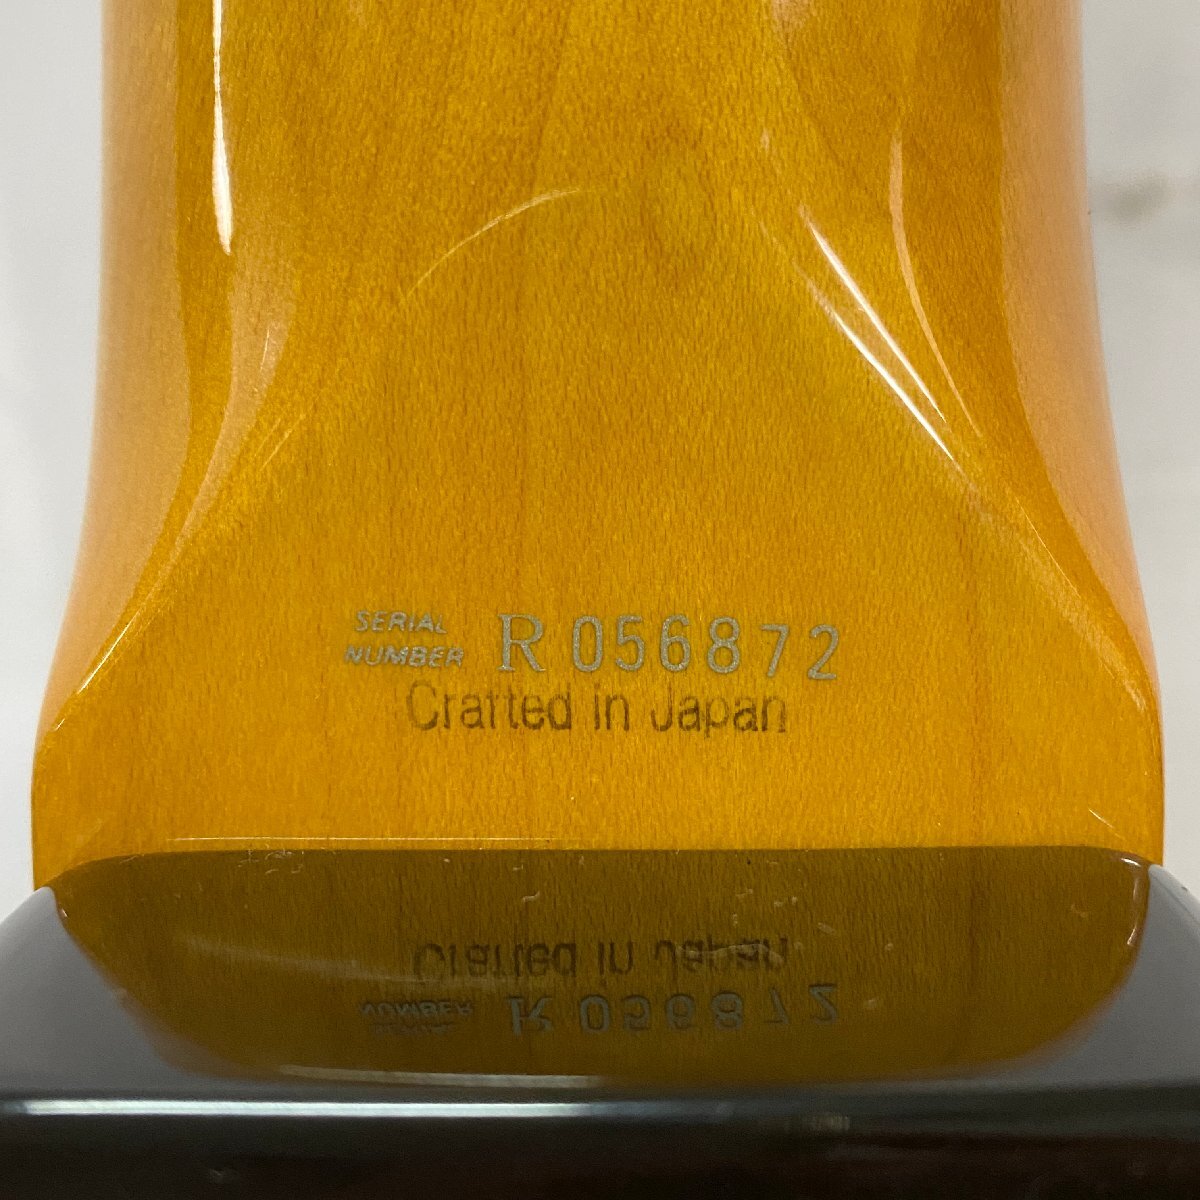 SERIAL
NUMBER R 056872
Crafted in Japan